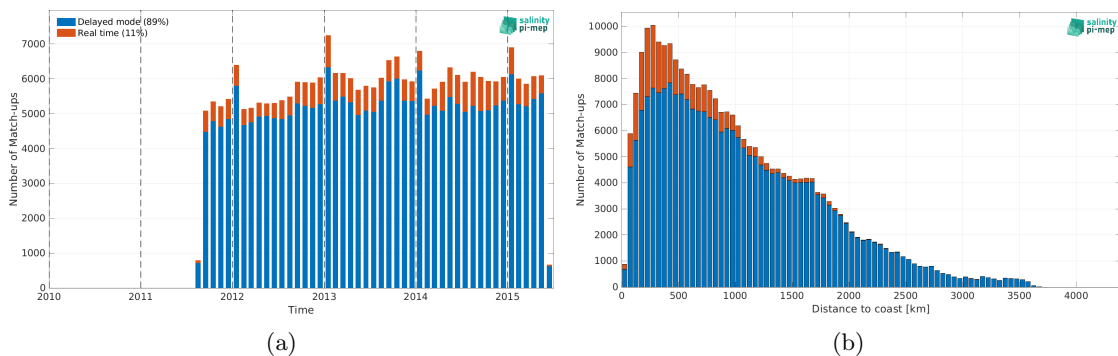 Delayed mode (89%)
Real time (11%)
salinity
pi-mep
7000
6000
5000
4000
3000
2000
1000
0
Number of Match-ups
2010 2011 2012 2013 2014 2015
Time
(a)
salinity
pi-mep
10000
9000
8000
7000
6000
5000
4000
3000
2000
1000
0
Number of Match-ups
0 500 1000 1500 2000 2500 3000 3500 4000
Distance to coast [km]
(b)